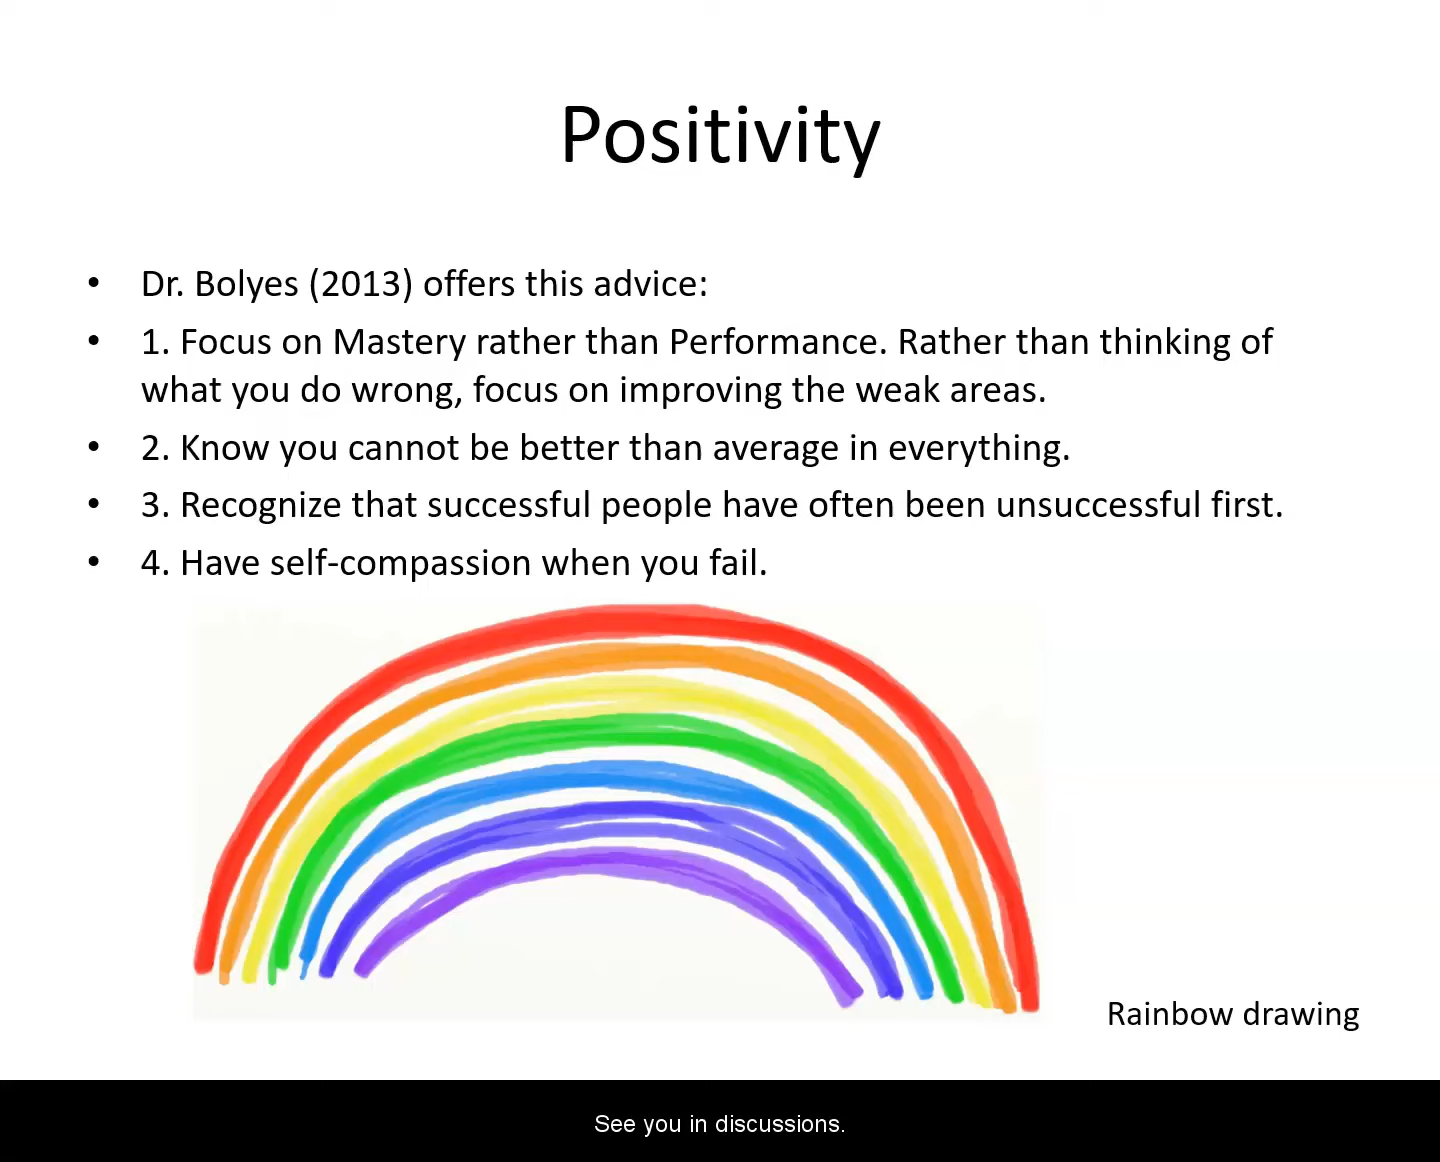 Positivity
• Dr. Bolyes (2013) offers this advice:
• 1. Focus on Mastery rather than Performance. Rather than thinking of
what you do wrong, focus on improving the weak areas.
• 2. Know you cannot be better than average in everything.
• 3. Recognize that successful people have often been unsuccessful first.
• 4. Have self-compassion when you fail.
Rainbow drawing
See you in discussions.